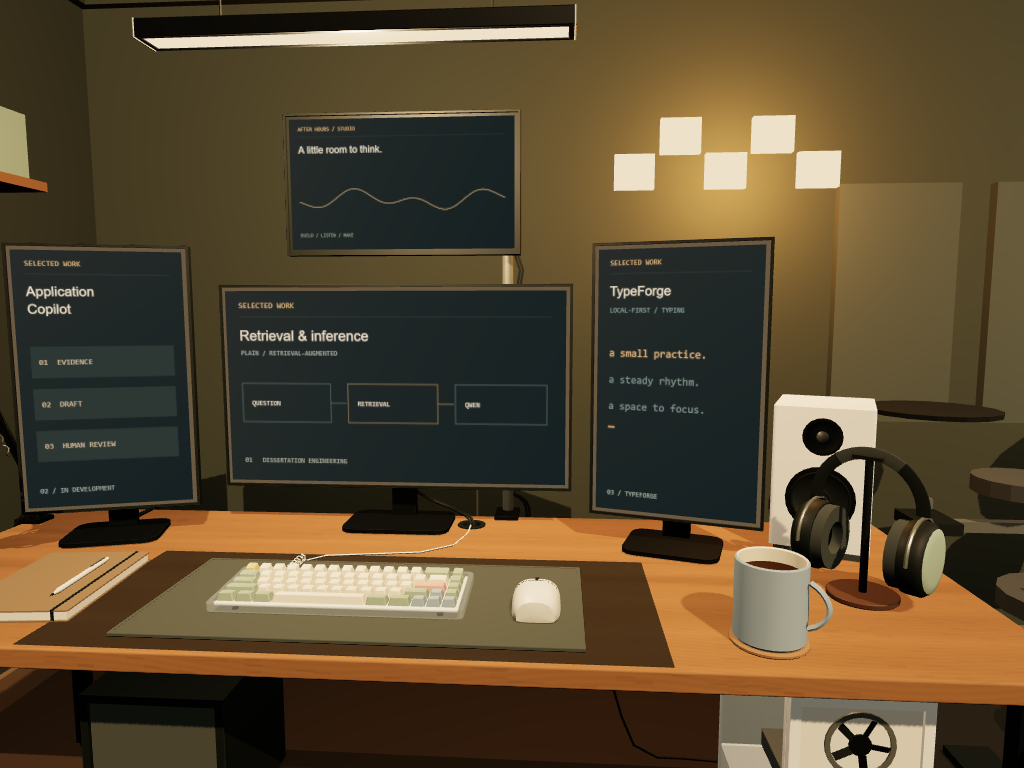 AFTER HOURS / STUDIO
A little room to think.
BUILD / LISTEN / MAKE
SELECTED WORK
Application
Copilot
01 EVIDENCE
02 DRAFT
03 HUMAN REVIEW
02 / IN DEVELOPMENT
SELECTED WORK
Retrieval & inference
PLAIN / RETRIEVAL-AUGMENTED
QUESTION
RETRIEVAL
QWEN
01 DISSERTATION ENGINEERING
SELECTED WORK
TypeForge
LOCAL-FIRST / TYPING
a small practice.
a steady rhythm.
a space to focus.
03 / TYPEFORGE